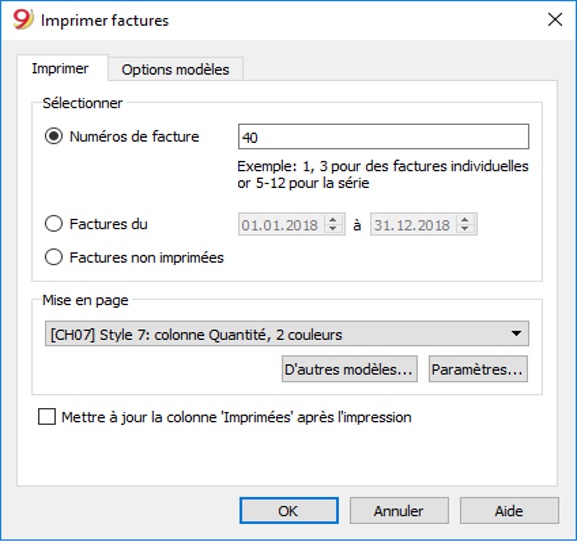 9 Imprimer factures
Imprimer
Options modèles
Sélectionner
Numéros de facture
40
Exemple: 1, 3 pour des factures individuelles
or 5-12 pour la série
Factures du
01.01.2018
à
31.12.2018
Factures non imprimées
Mise en page
[CH07] Style 7: colonne Quantité, 2 couleurs
D'autres modèles...
Paramètres...
Mettre à jour la colonne 'Imprimées' après l'impression
OK
Annuler
Aide